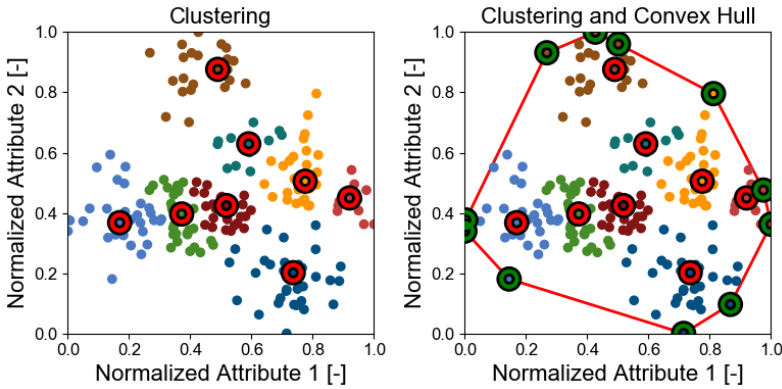 Clustering
Clustering and Convex Hull
Normalized Attribute 2 [-]
1.0
0.8
0.6
0.4
0.2
0.0
0.0 0.2 0.4 0.6 0.8 1.0
Normalized Attribute 1 [-]
Normalized Attribute 2 [-]
1.0
0.8
0.6
0.4
0.2
0.0
0.0 0.2 0.4 0.6 0.8 1.0
Normalized Attribute 1 [-]